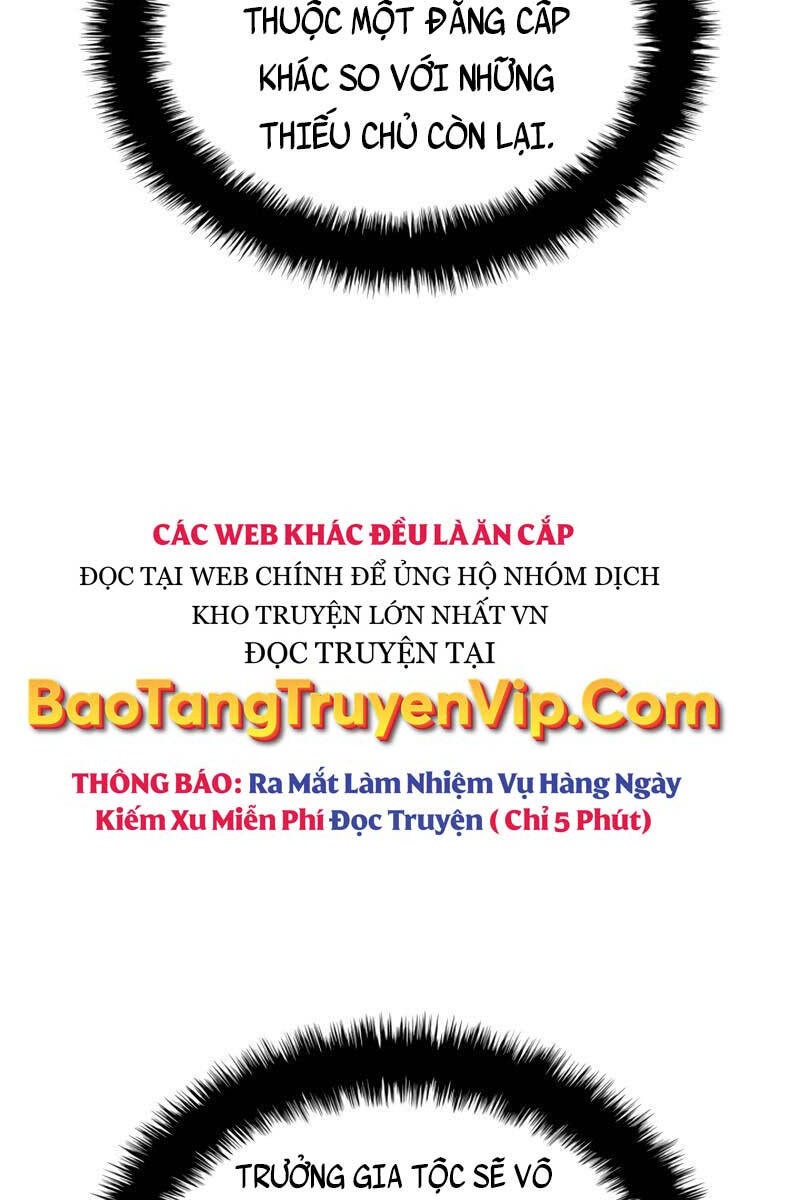 THUỘC MỘT ĐẲNG CẤP
KHÁC SO VỚI NHỮNG
THIẾU CHỦ CÒN LẠI.
CÁC WEB KHÁC ĐỀU LÀ ĂN CẮP
ĐỌC TẠI WEB CHÍNH ĐỂ ỦNG HỘ NHÓM DỊCH
KHO TRUYỆN LỚN NHẤT VN
ĐỌC TRUYỆN TẠI
BaoTangTruyenVip.Com
THÔNG BÁO: Ra Mắt Làm Nhiệm Vụ Hàng Ngày
Kiếm Xu Miễn Phí Đọc Truyện ( Chỉ 5 Phút)
TRƯỞNG GIA TỘC SẼ VÔ